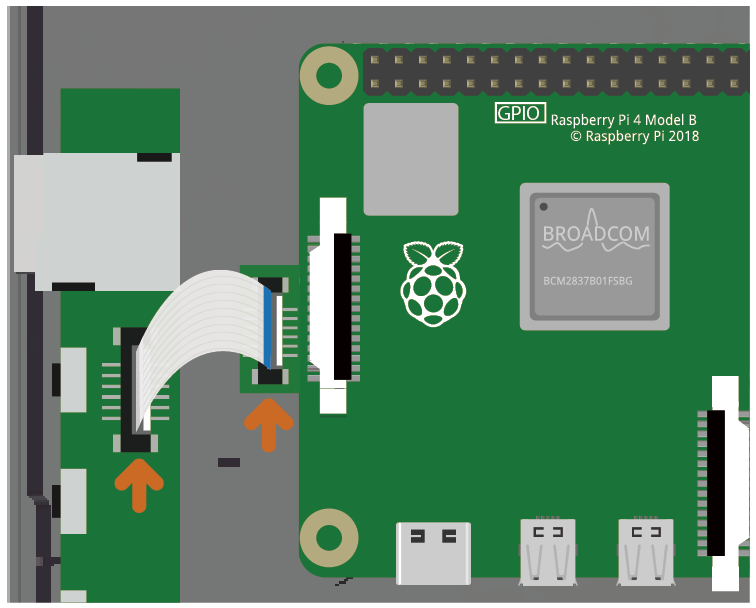 GPIO
Raspberry Pi 4 Model B
© Raspberry Pi 2018
BROADCOM
BCM2837B01FSBG